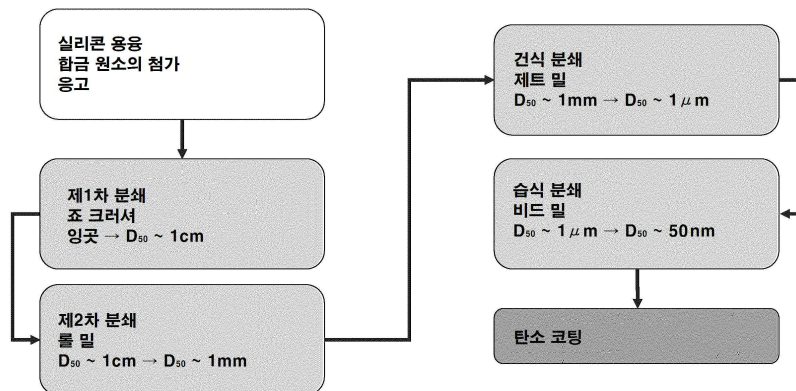 실리콘 용융
합금 원소의 첨가
응고
제1차 분쇄
죠 크러셔
잉곳 → D₅₀ ~ 1cm
제2차 분쇄
롤 밀
D₅₀ ~ 1cm → D₅₀ ~ 1mm
건식 분쇄
제트 밀
D₅₀ ~ 1mm → D₅₀ ~ 1μm
습식 분쇄
비드 밀
D₅₀ ~ 1μm → D₅₀ ~ 50nm
탄소 코팅